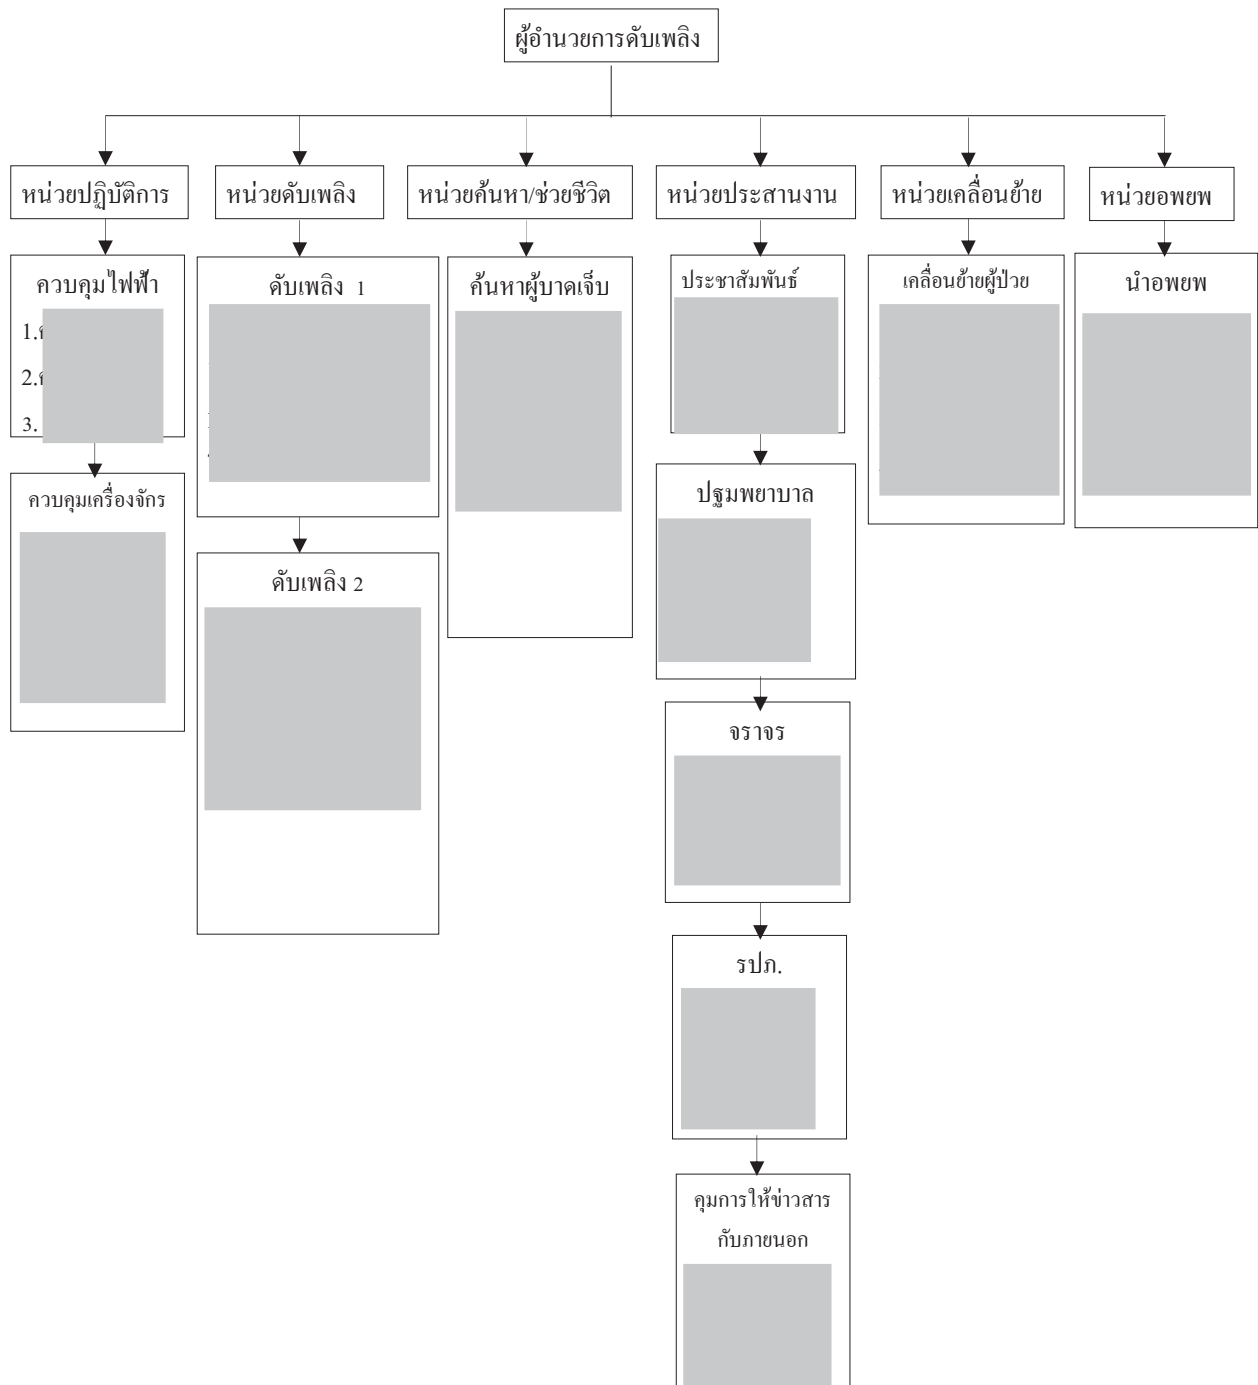 ผู้อำนวยการดับเพลิง
หน่วยปฏิบัติการ
หน่วยดับเพลิง
หน่วยค้นหา/ช่วยชีวิต
หน่วยประสานงาน
หน่วยเคลื่อนย้าย
หน่วยอพยพ
ควบคุมไฟฟ้า
1.
2.
3.
ควบคุมเครื่องจักร
ดับเพลิง 1
ดับเพลิง 2
ค้นหาผู้บาดเจ็บ
ประชาสัมพันธ์
ปฐมพยาบาล
จราจร
รปภ.
คุมการให้ข่าวสาร
กับภายนอก
เคลื่อนย้ายผู้ป่วย
นำอพยพ